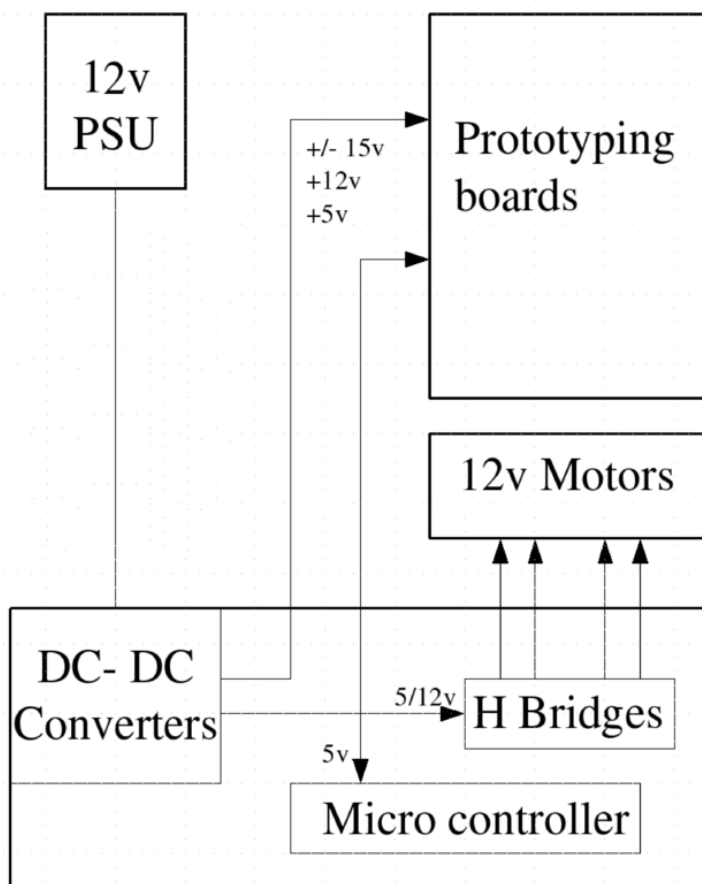 12v
PSU
+/- 15v
+12v
+5v
Prototyping
boards
12v Motors
DC- DC
Converters
5/12v
H Bridges
5v
Micro controller